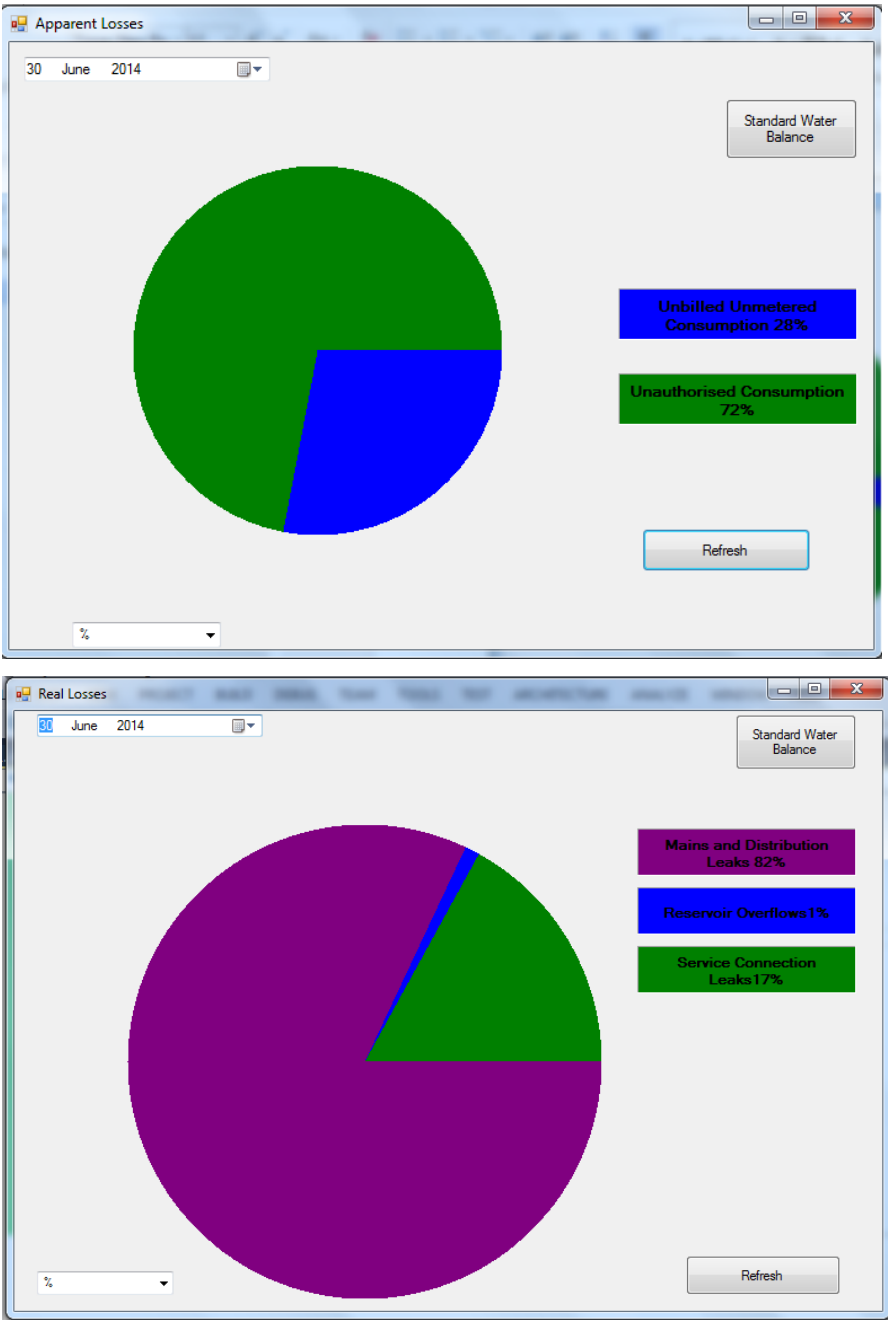 Apparent Losses
30 June 2014
Standard Water
Balance
Unbilled Unmetered
Consumption 28%
Unauthorised Consumption
72%
Refresh
%
Real Losses
30 June 2014
Standard Water
Balance
Mains and Distribution
Leaks 82%
Reservoir Overflows1%
Service Connection
Leaks17%
%
Refresh